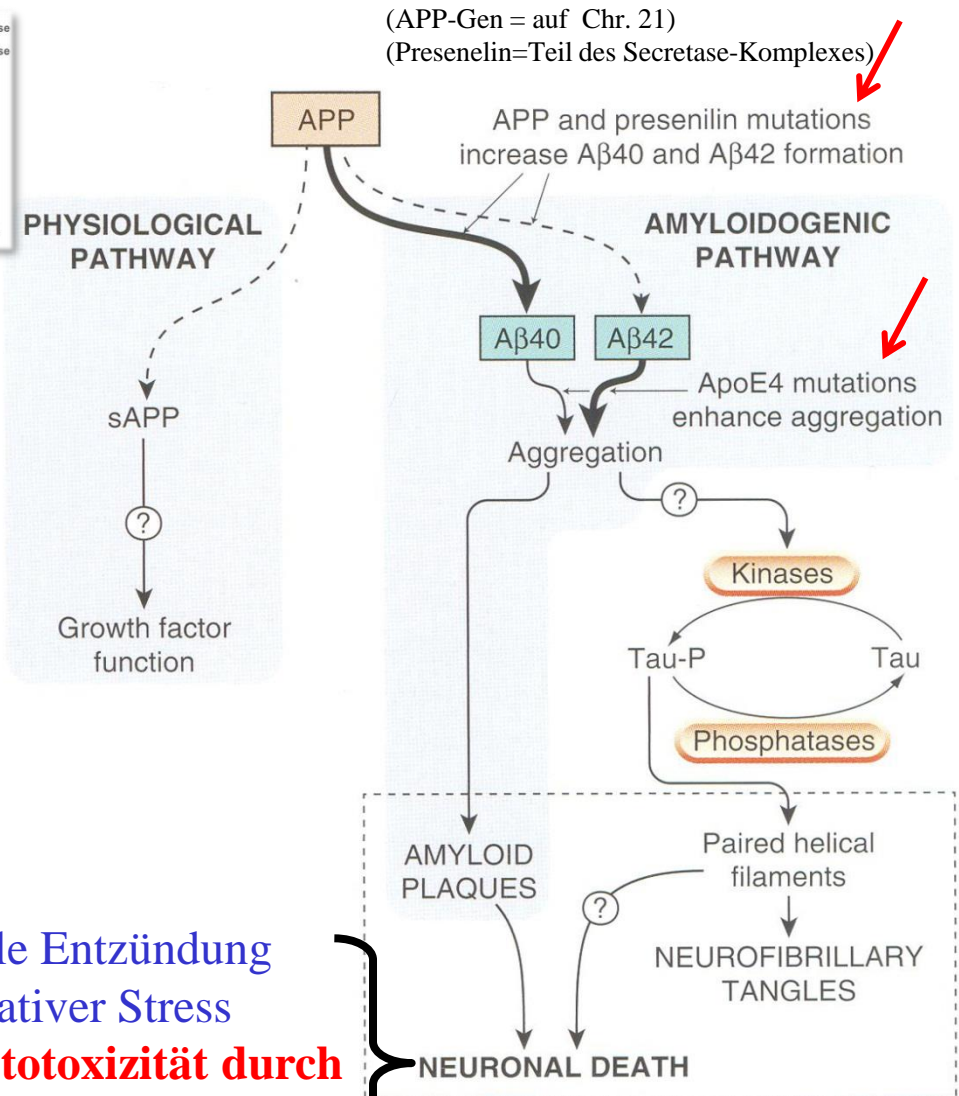 se
se
(APP-Gen = auf Chr. 21)
(Presenelin=Teil des Secretase-Komplexes)
APP
APP and presenilin mutations
increase Aβ40 and Aβ42 formation
PHYSIOLOGICAL
PATHWAY
AMYLOIDOGENIC
PATHWAY
Aβ40
Aβ42
ApoE4 mutations
enhance aggregation
sAPP
Aggregation
?
?
Growth factor
function
Kinases
Tau-P
Tau
Phosphatases
AMYLOID
PLAQUES
Paired helical
filaments
?
NEUROFIBRILLARY
TANGLES
le Entzündung
ativer Stress
totoxizität durch
NEURONAL DEATH